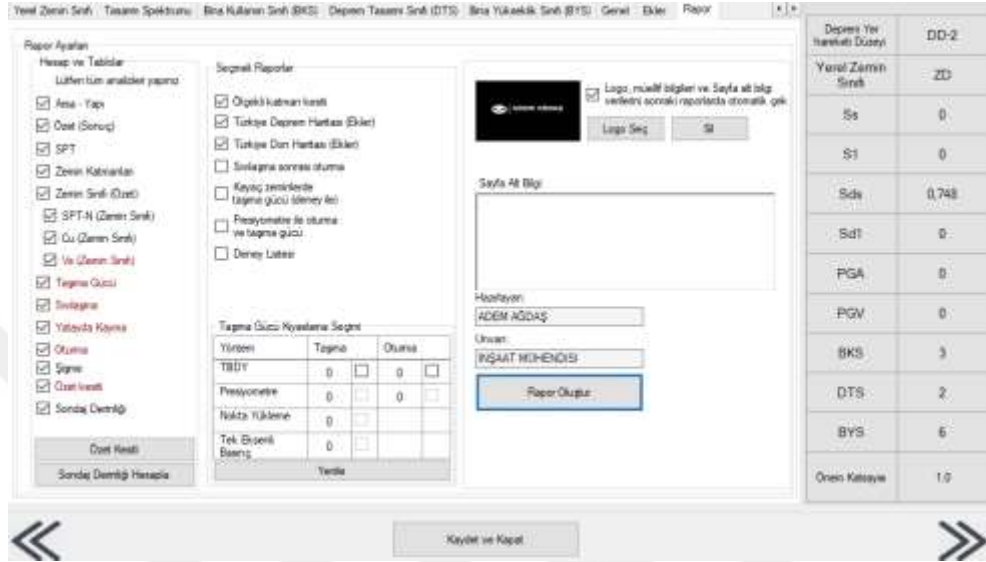 Yerel Zemin Sınıfı
Tasarım Spektrumu
Bina Kullanım Sınıfı (BKS)
Deprem Tasarım Sınıfı (DTS)
Bina Yükseklik Sınıfı (BYS)
Genel
Ekler
Rapor
Rapor Ayarları
Hesap ve Tablolar
Lütfen tüm analizleri yapınız
Arsa - Yapı
Özet (Sonuç)
SPT
Zemin Katmanları
Zemin Sınıfı (Özet)
SPT-N (Zemin Sınıfı)
Cu (Zemin Sınıfı)
Vs (Zemin Sınıfı)
Taşıma Gücü
Sıvılaşma
Yatayda Kayma
Oturma
Şişme
Özet kesiti
Sondaj Derinliği
Özet Kesiti
Sondaj Derinliği Hesapla
Seçmeli Raporlar
Ölçekli katman kesiti
Türkiye Deprem Haritası (Ekler)
Türkiye Don Haritası (Ekler)
Sıvılaşma sonrası oturma
Kayaç zeminlerde
taşıma gücü (deney ile)
Presiyometre ile oturma
ve taşıma gücü
Deney Listesi
Taşıma Gücü Kıyaslama Seçimi
Yöntem Taşıma Oturma
TBDY 0 0
Presiyometre 0 0
Nokta Yükleme 0
Tek Eksenli
Basınç 0
Yenile
Logo, müellif bilgileri ve Sayfa alt bilgi
verilerini sonraki raporlarda otomatik gelsin
Logo Seç
Sil
Sayfa Alt Bilgi
Hazırlayan:
ADEM AĞDAŞ
Unvan:
İNŞAAT MÜHENDİSİ
Rapor Oluştur
Deprem Yer
hareketi Düzeyi DD-2
Yerel Zemin
Sınıfı ZD
Ss 0
S1 0
Sds 0,748
Sd1 0
PGA 0
PGV 0
BKS 3
DTS 2
BYS 6
Önem Katsayısı 1.0
Kaydet ve Kapat